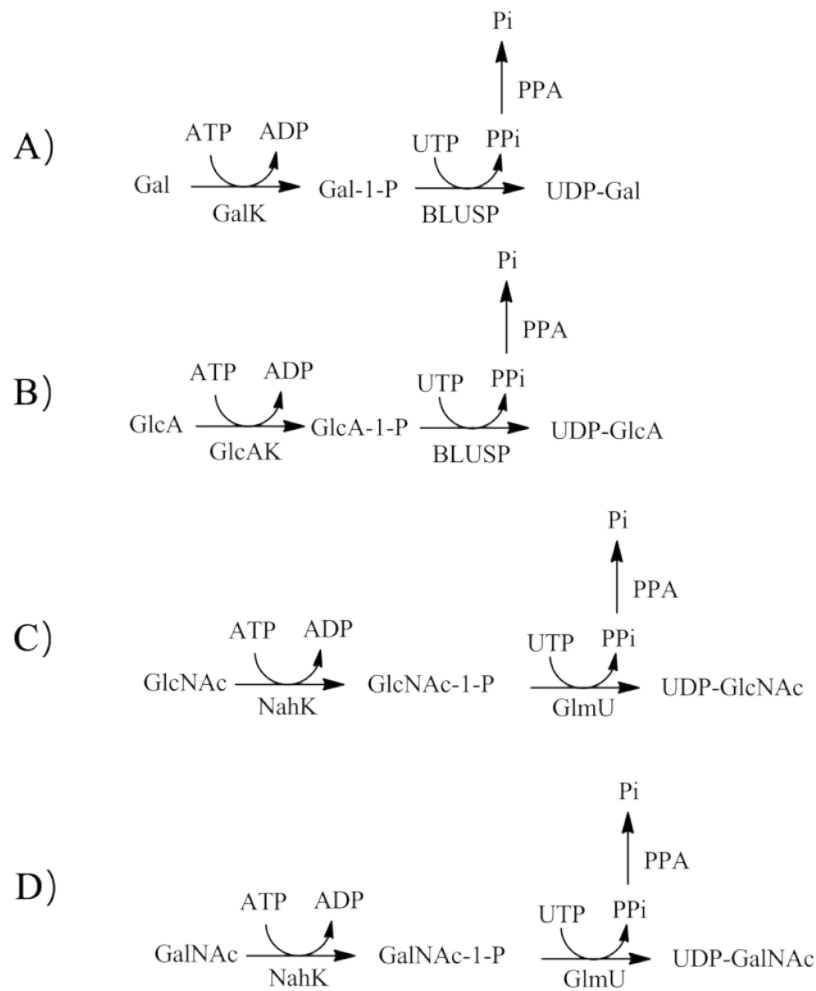 Pi
PPA
A)
ATP ADP UTP PPi
Gal Gal-1-P UDP-Gal
GalK BLUSP
Pi
PPA
B)
ATP ADP UTP PPi
GlcA GlcA-1-P UDP-GlcA
GlcAK BLUSP
Pi
PPA
C)
ATP ADP UTP PPi
GlcNAc GlcNAc-1-P UDP-GlcNAc
NahK GlmU
Pi
PPA
D)
ATP ADP UTP PPi
GalNAc GalNAc-1-P UDP-GalNAc
NahK GlmU